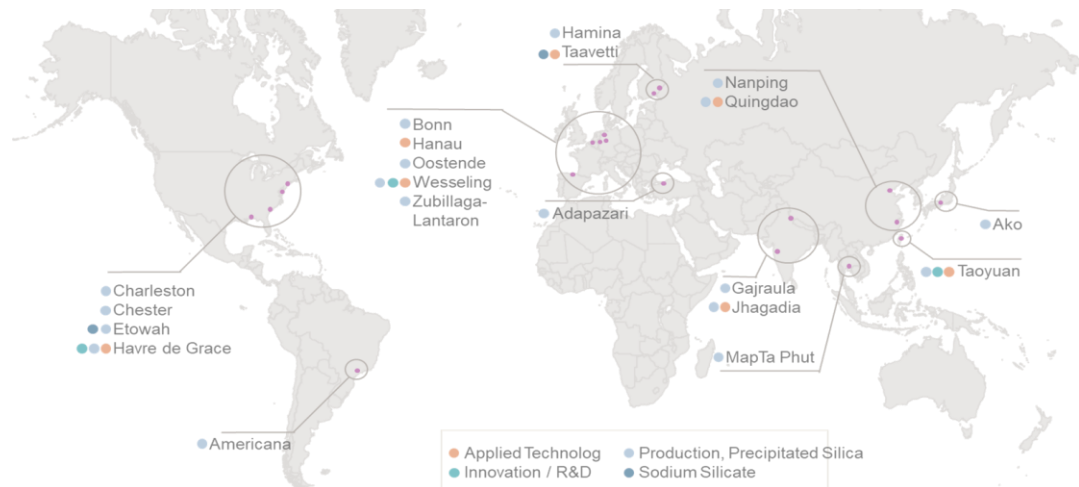 Hamina
Taavetti
Nanping
Quingdao
Bonn
Hanau
Oostende
Wesseling
Zubillaga-
Lantaron
Adapazari
Ako
Taoyuan
Gajraula
Jhagadia
MapTa Phut
Charleston
Chester
Etowah
Havre de Grace
Americana
Applied Technolog
Production, Precipitated Silica
Innovation / R&D
Sodium Silicate